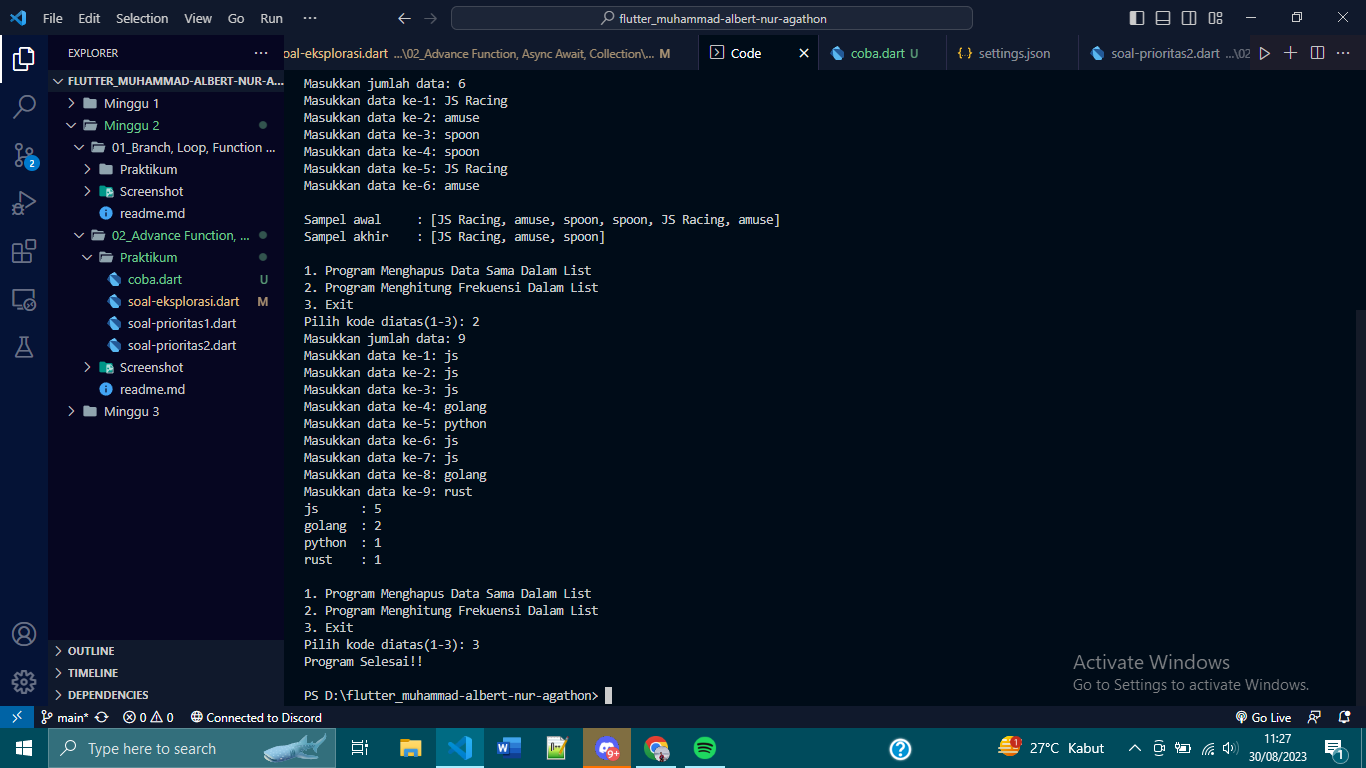 File Edit Selection View Go Run ···
flutter_muhammad-albert-nur-agathon
EXPLORER ···
FLUTTER_MUHAMMAD-ALBERT-NUR-A...
Minggu 1
Minggu 2
01_Branch, Loop, Function ...
Praktikum
Screenshot
readme.md
02_Advance Function, ...
Praktikum
coba.dart U
soal-eksplorasi.dart M
soal-prioritas1.dart
soal-prioritas2.dart
Screenshot
readme.md
Minggu 3
2
OUTLINE
TIMELINE
DEPENDENCIES
oal-eksplorasi.dart ...\02_Advance Function, Async Await, Collection\... M
Code
coba.dart U
{} settings.json
soal-prioritas2.dart ...\02
Masukkan jumlah data: 6
Masukkan data ke-1: JS Racing
Masukkan data ke-2: amuse
Masukkan data ke-3: spoon
Masukkan data ke-4: spoon
Masukkan data ke-5: JS Racing
Masukkan data ke-6: amuse
Sampel awal     : [JS Racing, amuse, spoon, spoon, JS Racing, amuse]
Sampel akhir    : [JS Racing, amuse, spoon]
1. Program Menghapus Data Sama Dalam List
2. Program Menghitung Frekuensi Dalam List
3. Exit
Pilih kode diatas(1-3): 2
Masukkan jumlah data: 9
Masukkan data ke-1: js
Masukkan data ke-2: js
Masukkan data ke-3: js
Masukkan data ke-4: golang
Masukkan data ke-5: python
Masukkan data ke-6: js
Masukkan data ke-7: js
Masukkan data ke-8: golang
Masukkan data ke-9: rust
js      : 5
golang  : 2
python  : 1
rust    : 1
1. Program Menghapus Data Sama Dalam List
2. Program Menghitung Frekuensi Dalam List
3. Exit
Pilih kode diatas(1-3): 3
Program Selesai!!
PS D:\flutter_muhammad-albert-nur-agathon>
Activate Windows
Go to Settings to activate Windows.
main* 0 0 Connected to Discord
Go Live
Type here to search
9+
1
27°C Kabut
11:27
30/08/2023
1